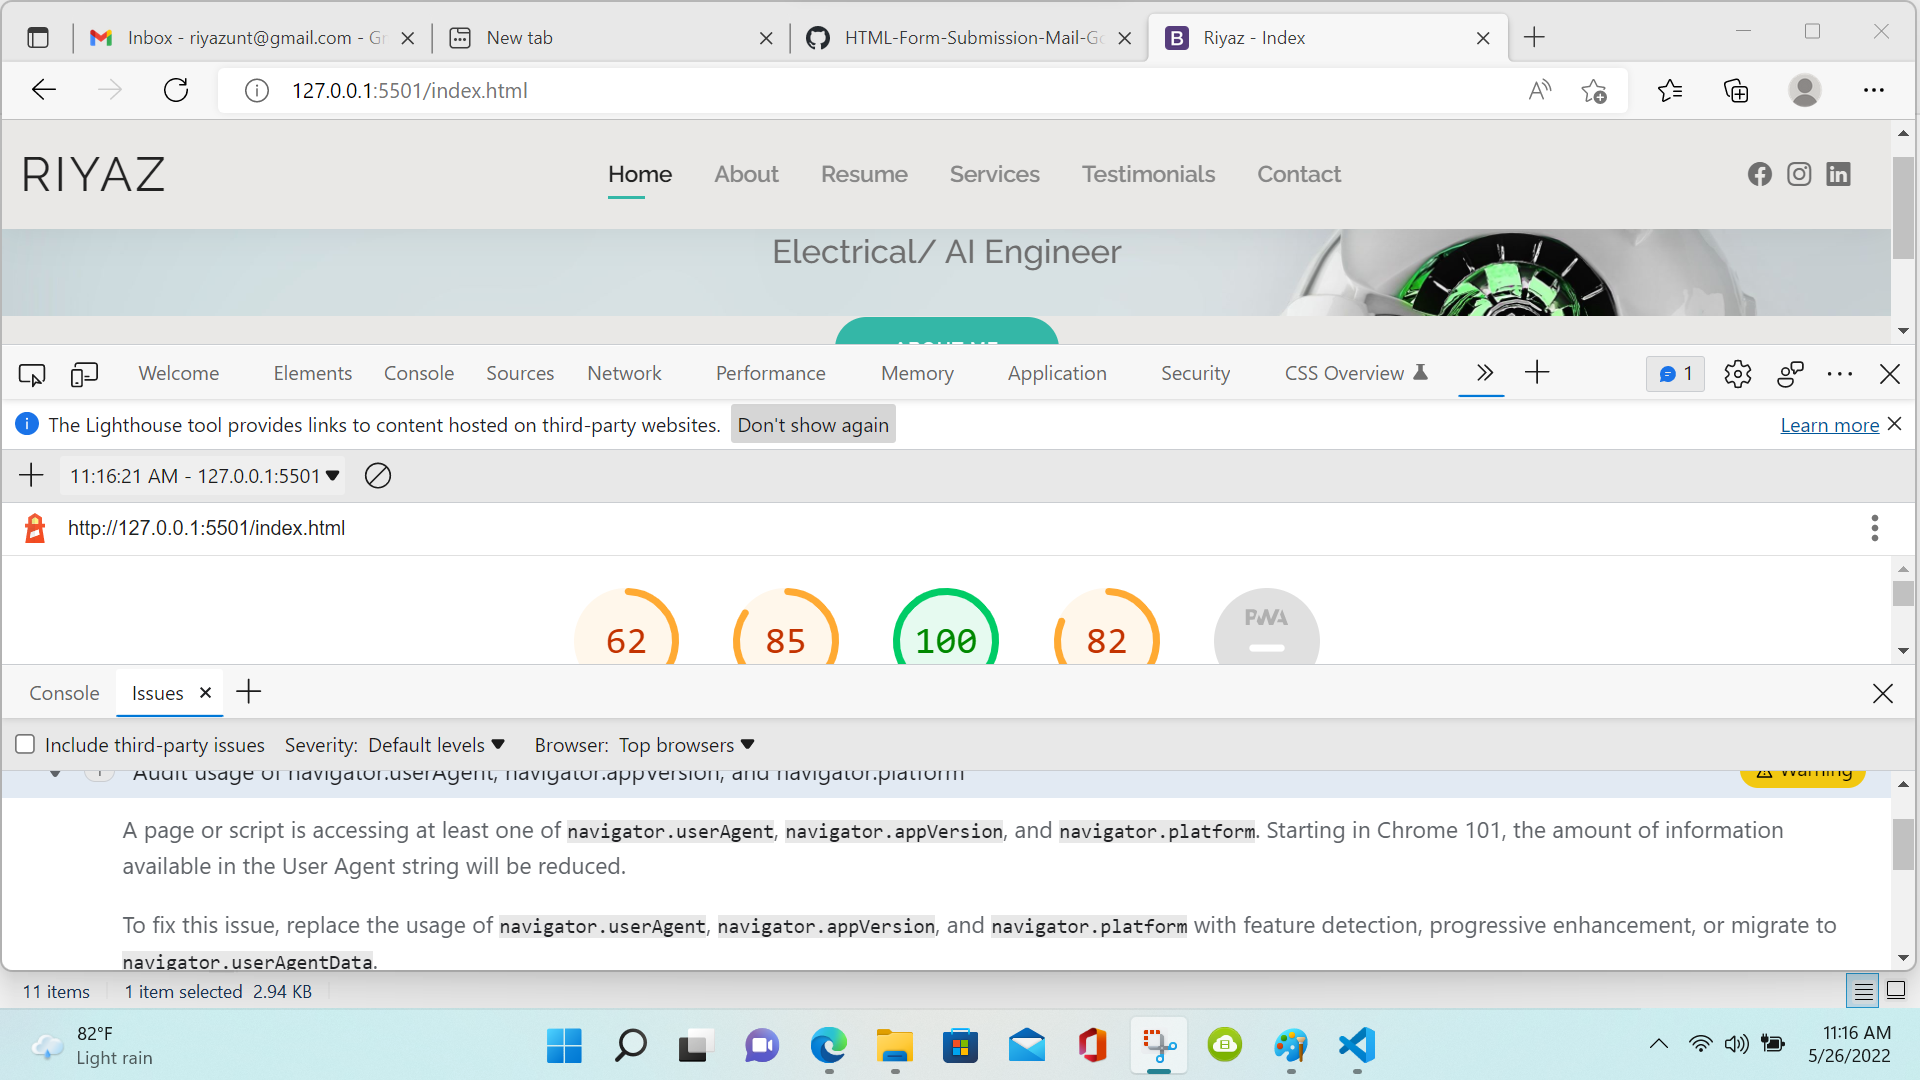 Inbox - riyazunt@gmail.com - Gr
New tab
HTML-Form-Submission-Mail-Go
Riyaz - Index
127.0.0.1:5501/index.html
RIYAZ
Home
About
Resume
Services
Testimonials
Contact
Electrical/ AI Engineer
ABOUT ME
Welcome
Elements
Console
Sources
Network
Performance
Memory
Application
Security
CSS Overview
1
The Lighthouse tool provides links to content hosted on third-party websites.
Don't show again
Learn more
11:16:21 AM - 127.0.0.1:5501
http://127.0.0.1:5501/index.html
62
85
100
82
PWA
Console
Issues
Include third-party issues
Severity: Default levels
Browser: Top browsers
1
Audit usage of navigator.userAgent, navigator.appVersion, and navigator.platform
Warning
A page or script is accessing at least one of navigator.userAgent, navigator.appVersion, and navigator.platform. Starting in Chrome 101, the amount of information
available in the User Agent string will be reduced.
To fix this issue, replace the usage of navigator.userAgent, navigator.appVersion, and navigator.platform with feature detection, progressive enhancement, or migrate to
navigator.userAgentData.
11 items
1 item selected 2.94 KB
82°F
Light rain
11:16 AM
5/26/2022